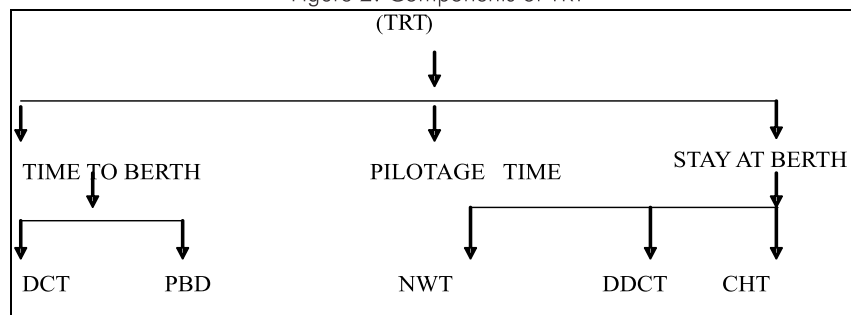 Figure 2: Components of TRT
(TRT)
TIME TO BERTH PILOTAGE TIME STAY AT BERTH
DCT PBD NWT DDCT CHT